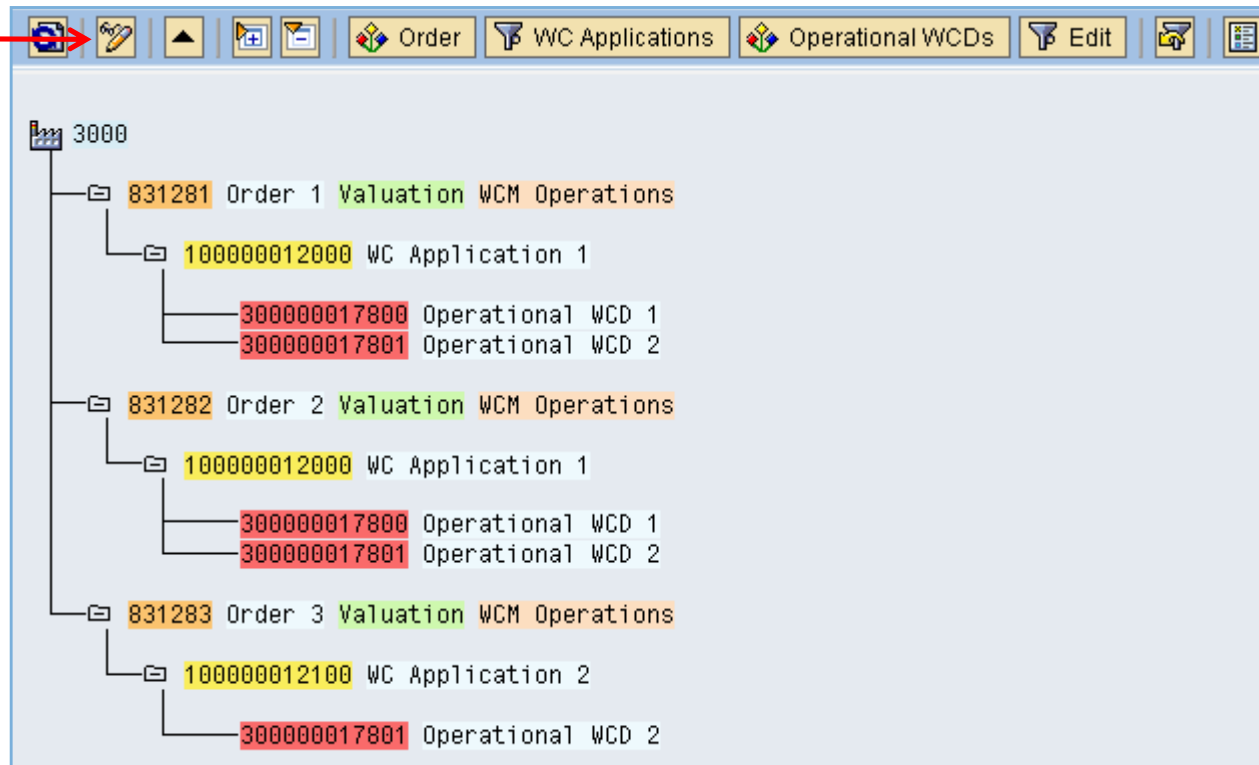 Order WC Applications Operational WCDs Edit
3000
831281 Order 1 Valuation WCM Operations
100000012000 WC Application 1
300000017800 Operational WCD 1
300000017801 Operational WCD 2
831282 Order 2 Valuation WCM Operations
100000012000 WC Application 1
300000017800 Operational WCD 1
300000017801 Operational WCD 2
831283 Order 3 Valuation WCM Operations
100000012100 WC Application 2
300000017801 Operational WCD 2